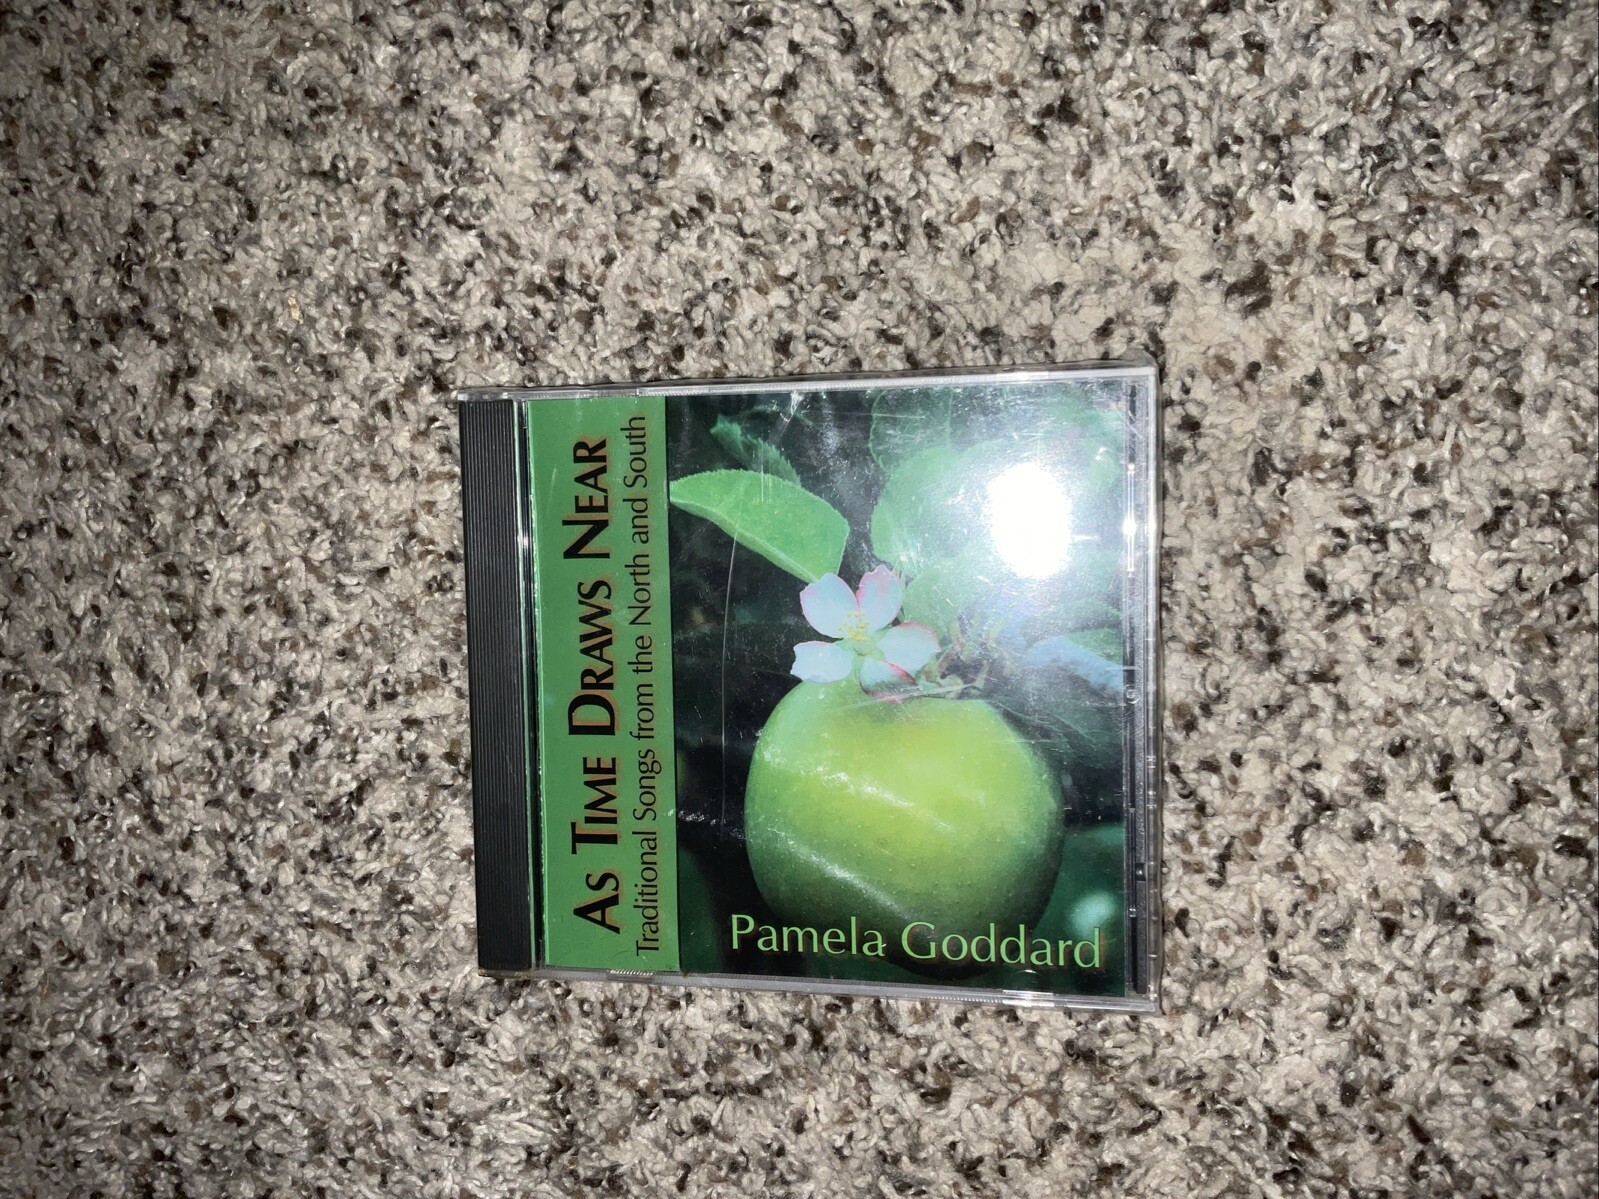 AS TIME DRAWS NEAR
Traditional Songs from the North and South
Pamela Goddard